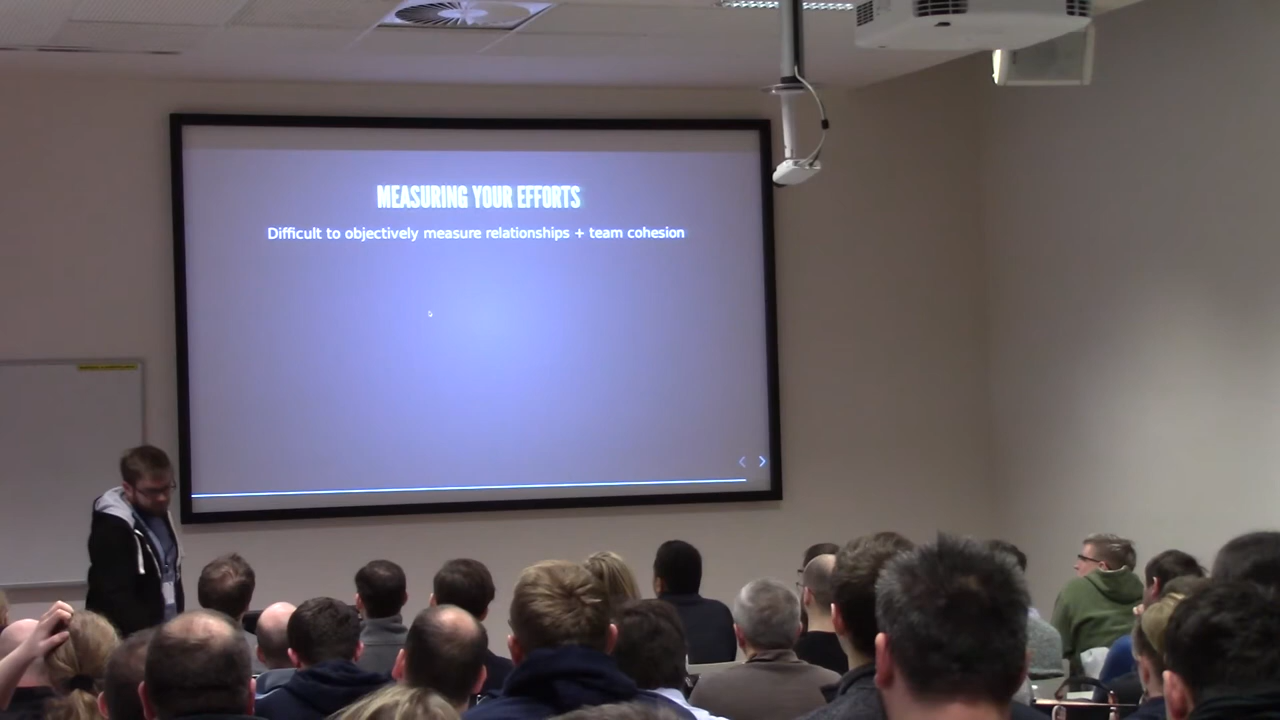 MEASURING YOUR EFFORTS
Difficult to objectively measure relationships + team cohesion